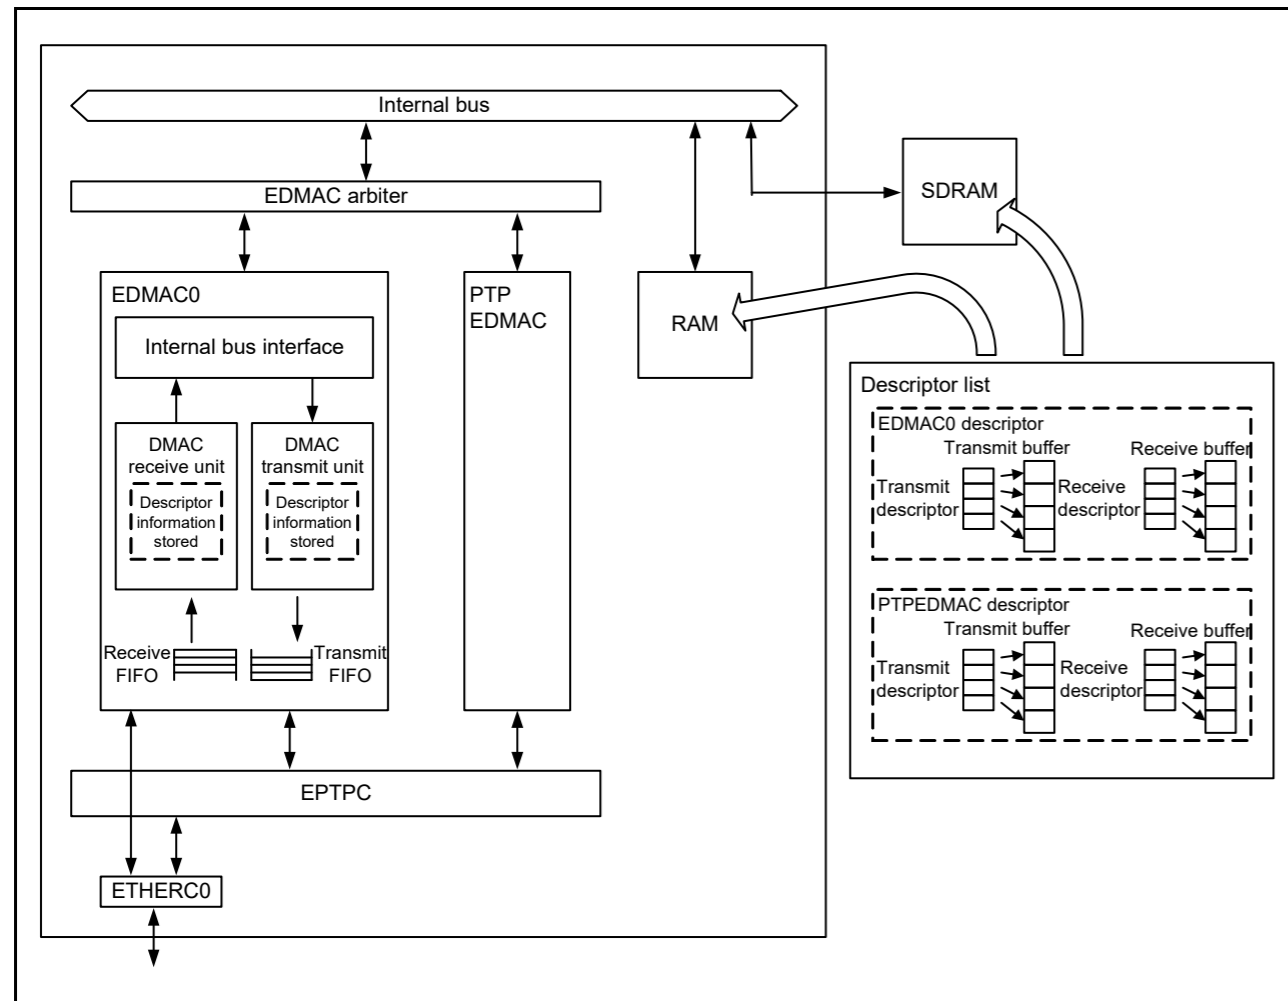 Internal bus
EDMAC arbiter
SDRAM
EDMAC0
PTP
EDMAC
RAM
Internal bus interface
DMAC
receive unit
Descriptor
information
stored
DMAC
transmit unit
Descriptor
information
stored
Receive
FIFO
Transmit
FIFO
EPTPC
ETHERC0
Descriptor list
EDMAC0 descriptor
Transmit buffer
Receive buffer
Transmit
descriptor
Receive
descriptor
PTPEDMAC descriptor
Transmit buffer
Receive buffer
Transmit
descriptor
Receive
descriptor